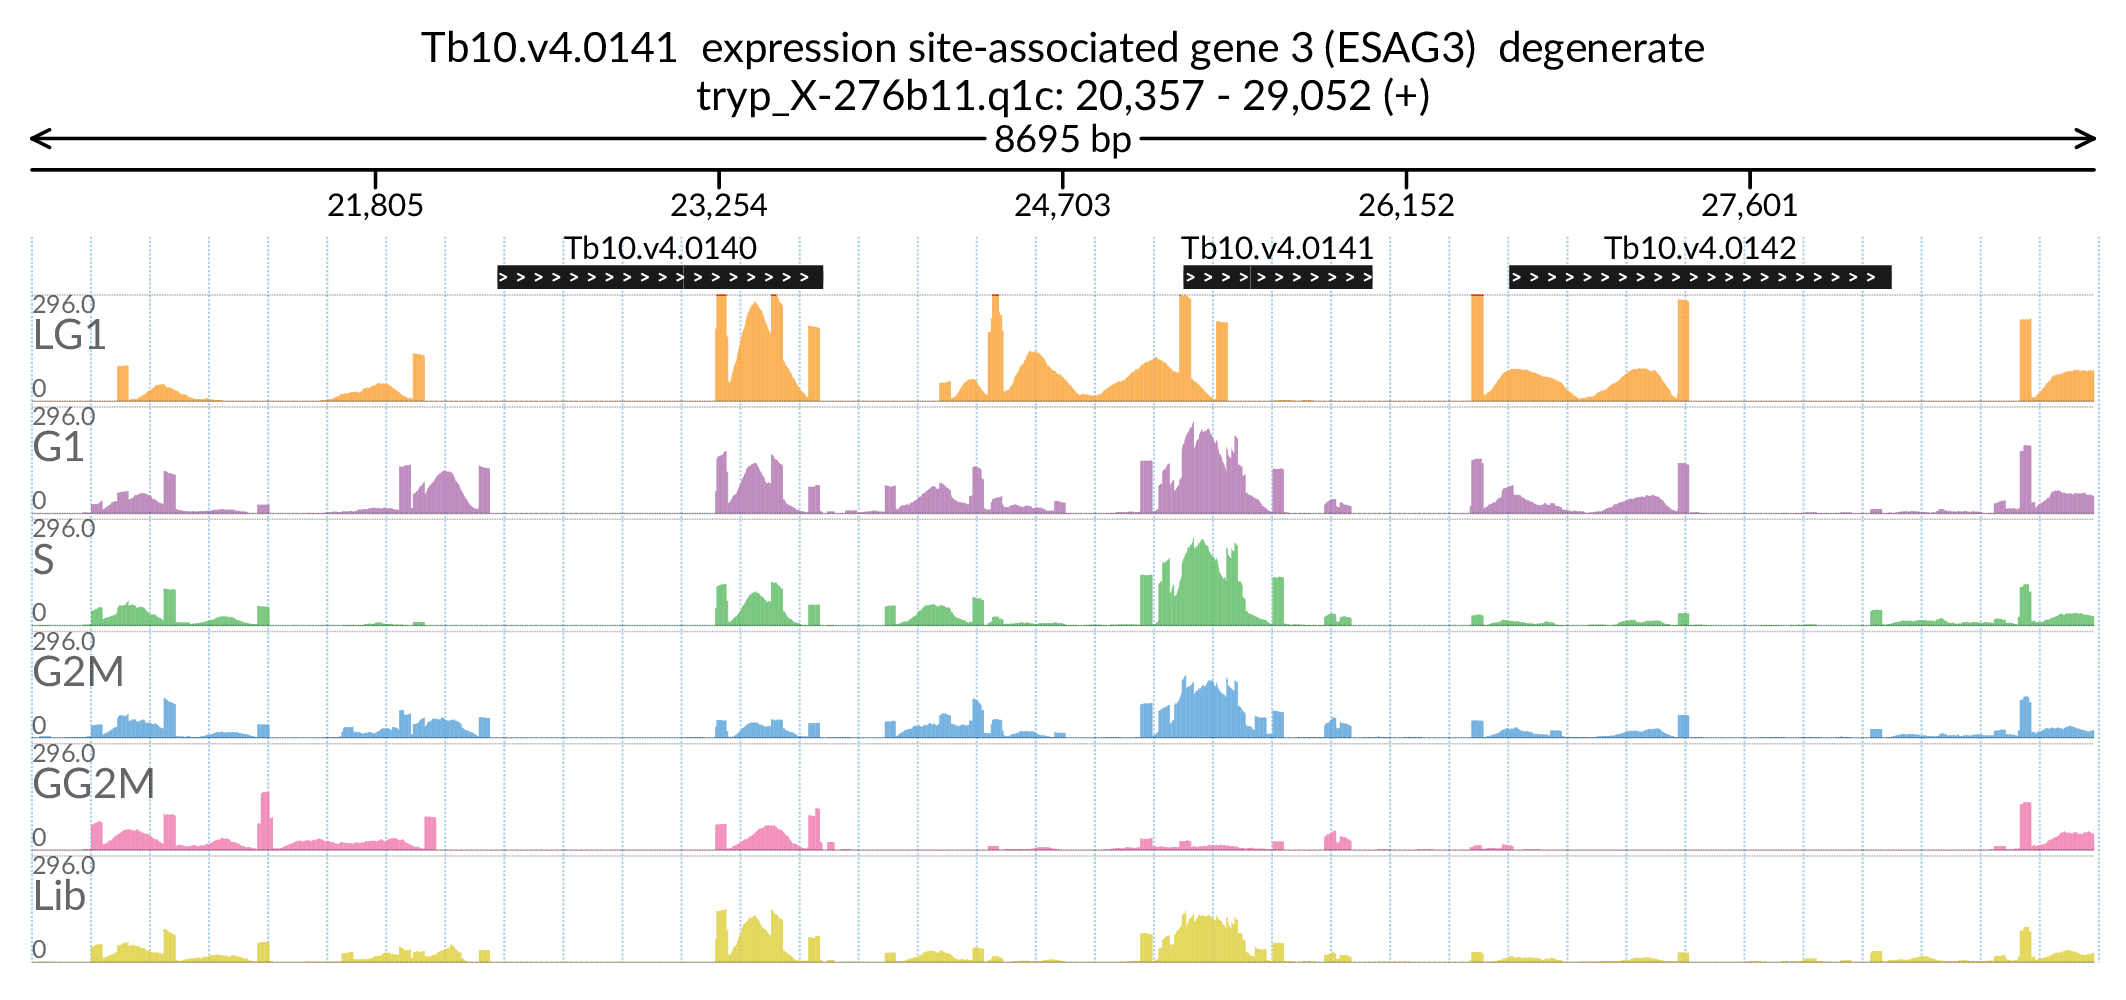 Tb10.v4.0141 expression site-associated gene 3 (ESAG3) degenerate
tryp_X-276b11.q1c: 20,357 - 29,052 (+)
8695 bp
21,805 23,254 24,703 26,152 27,601
Tb10.v4.0140 Tb10.v4.0141 Tb10.v4.0142
296.0
LG1
0
296.0
G1
0
296.0
S
0
296.0
G2M
0
296.0
GG2M
0
296.0
Lib
0